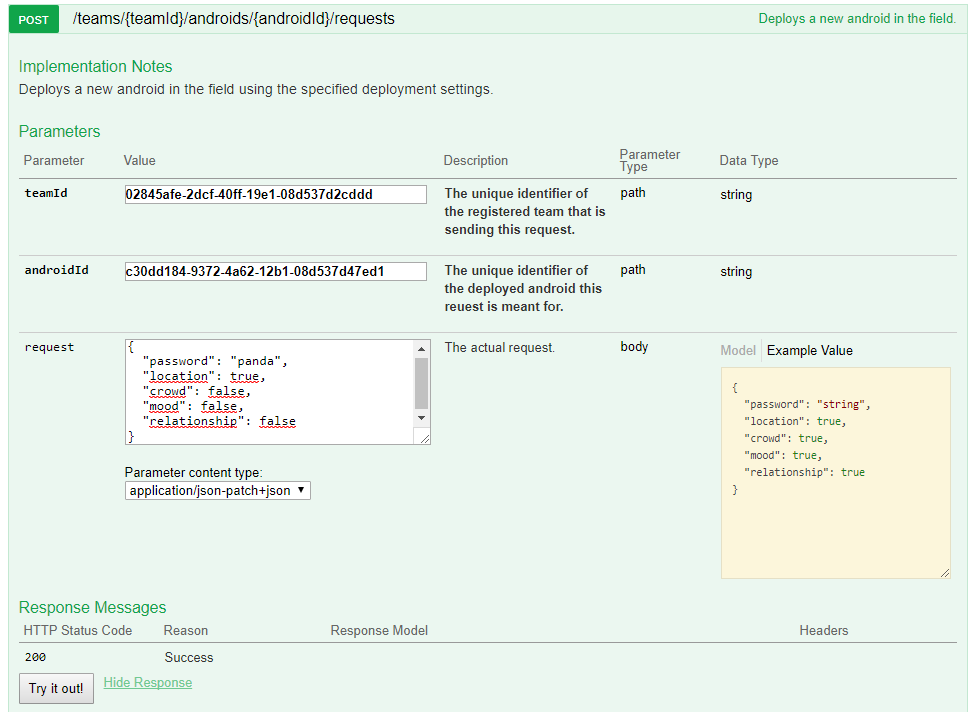 POST /teams/{teamId}/androids/{androidId}/requests Deploys a new android in the field.
Implementation Notes
Deploys a new android in the field using the specified deployment settings.
Parameters
Parameter Value Description Parameter Type Data Type
teamId 02845afe-2dcf-40ff-19e1-08d537d2cddd The unique identifier of the registered team that is sending this request. path string
androidId c30dd184-9372-4a62-12b1-08d537d47ed1 The unique identifier of the deployed android this reuest is meant for. path string
request
{
"password": "panda",
"location": true,
"crowd": false,
"mood": false,
"relationship": false
}
Parameter content type:
application/json-patch+json
The actual request.
body
Model Example Value
{
"password": "string",
"location": true,
"crowd": true,
"mood": true,
"relationship": true
}
Response Messages
HTTP Status Code Reason Response Model Headers
200 Success
Try it out! Hide Response